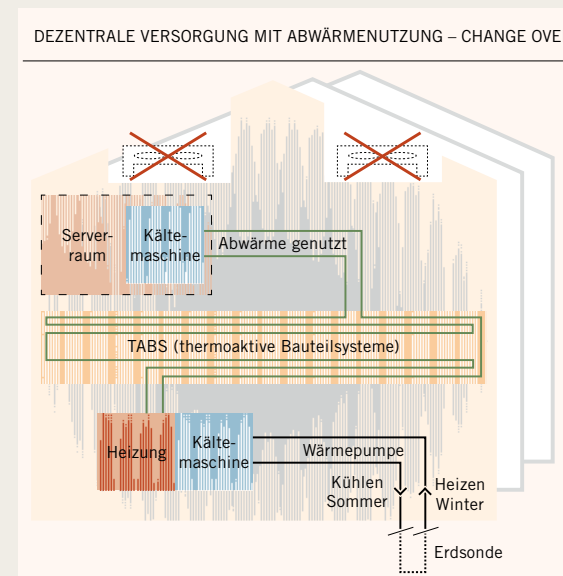 DEZENTRALE VERSORGUNG MIT ABWÄRMENUTZUNG – CHANGE OVE
Server-
raum
Kälte-
maschine
Abwärme genutzt
TABS (thermoaktive Bauteilsysteme)
Heizung
Kälte-
maschine
Wärmepumpe
Kühlen
Sommer
Heizen
Winter
Erdsonde